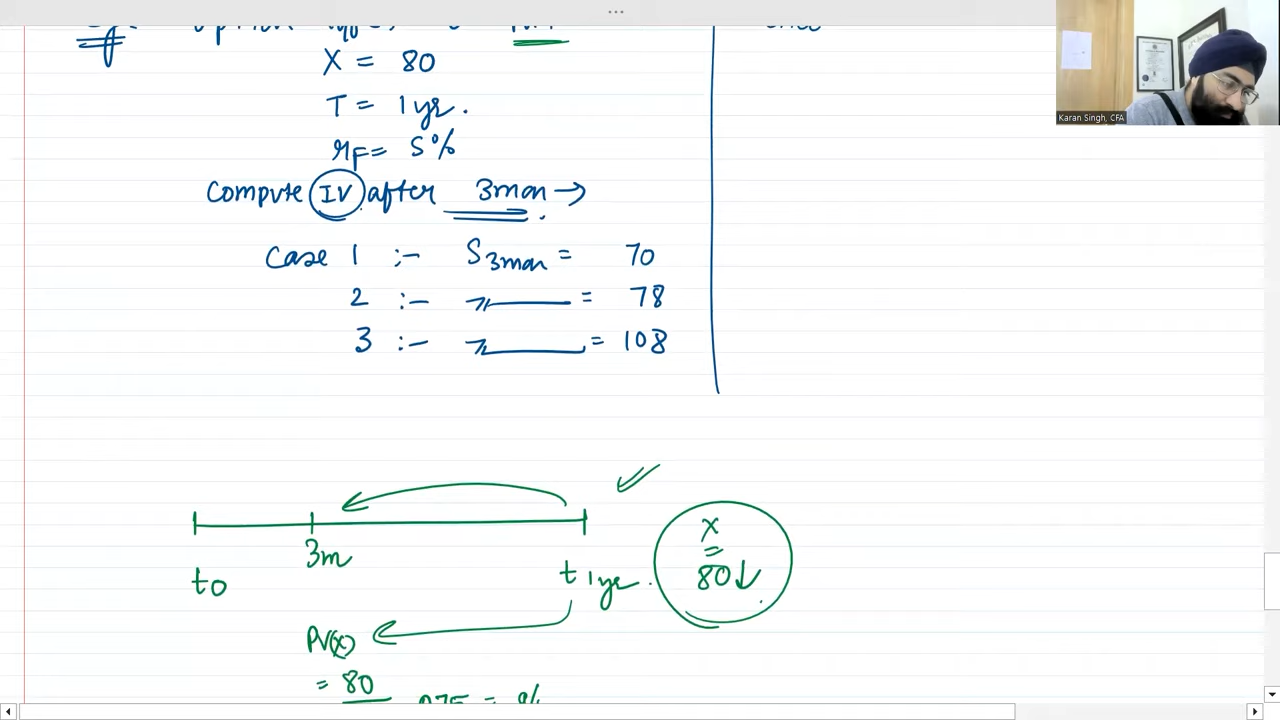 X = 80
T = 1 yr.
rF = 5%
Compute IV after 3mon →
Case 1 :- S3mon = 70
2 :- 〃 = 78
3 :- 〃 = 108
3m
t0
t 1yr.
X
=
80↓
PV(X)
= 80
Karan Singh, CFA